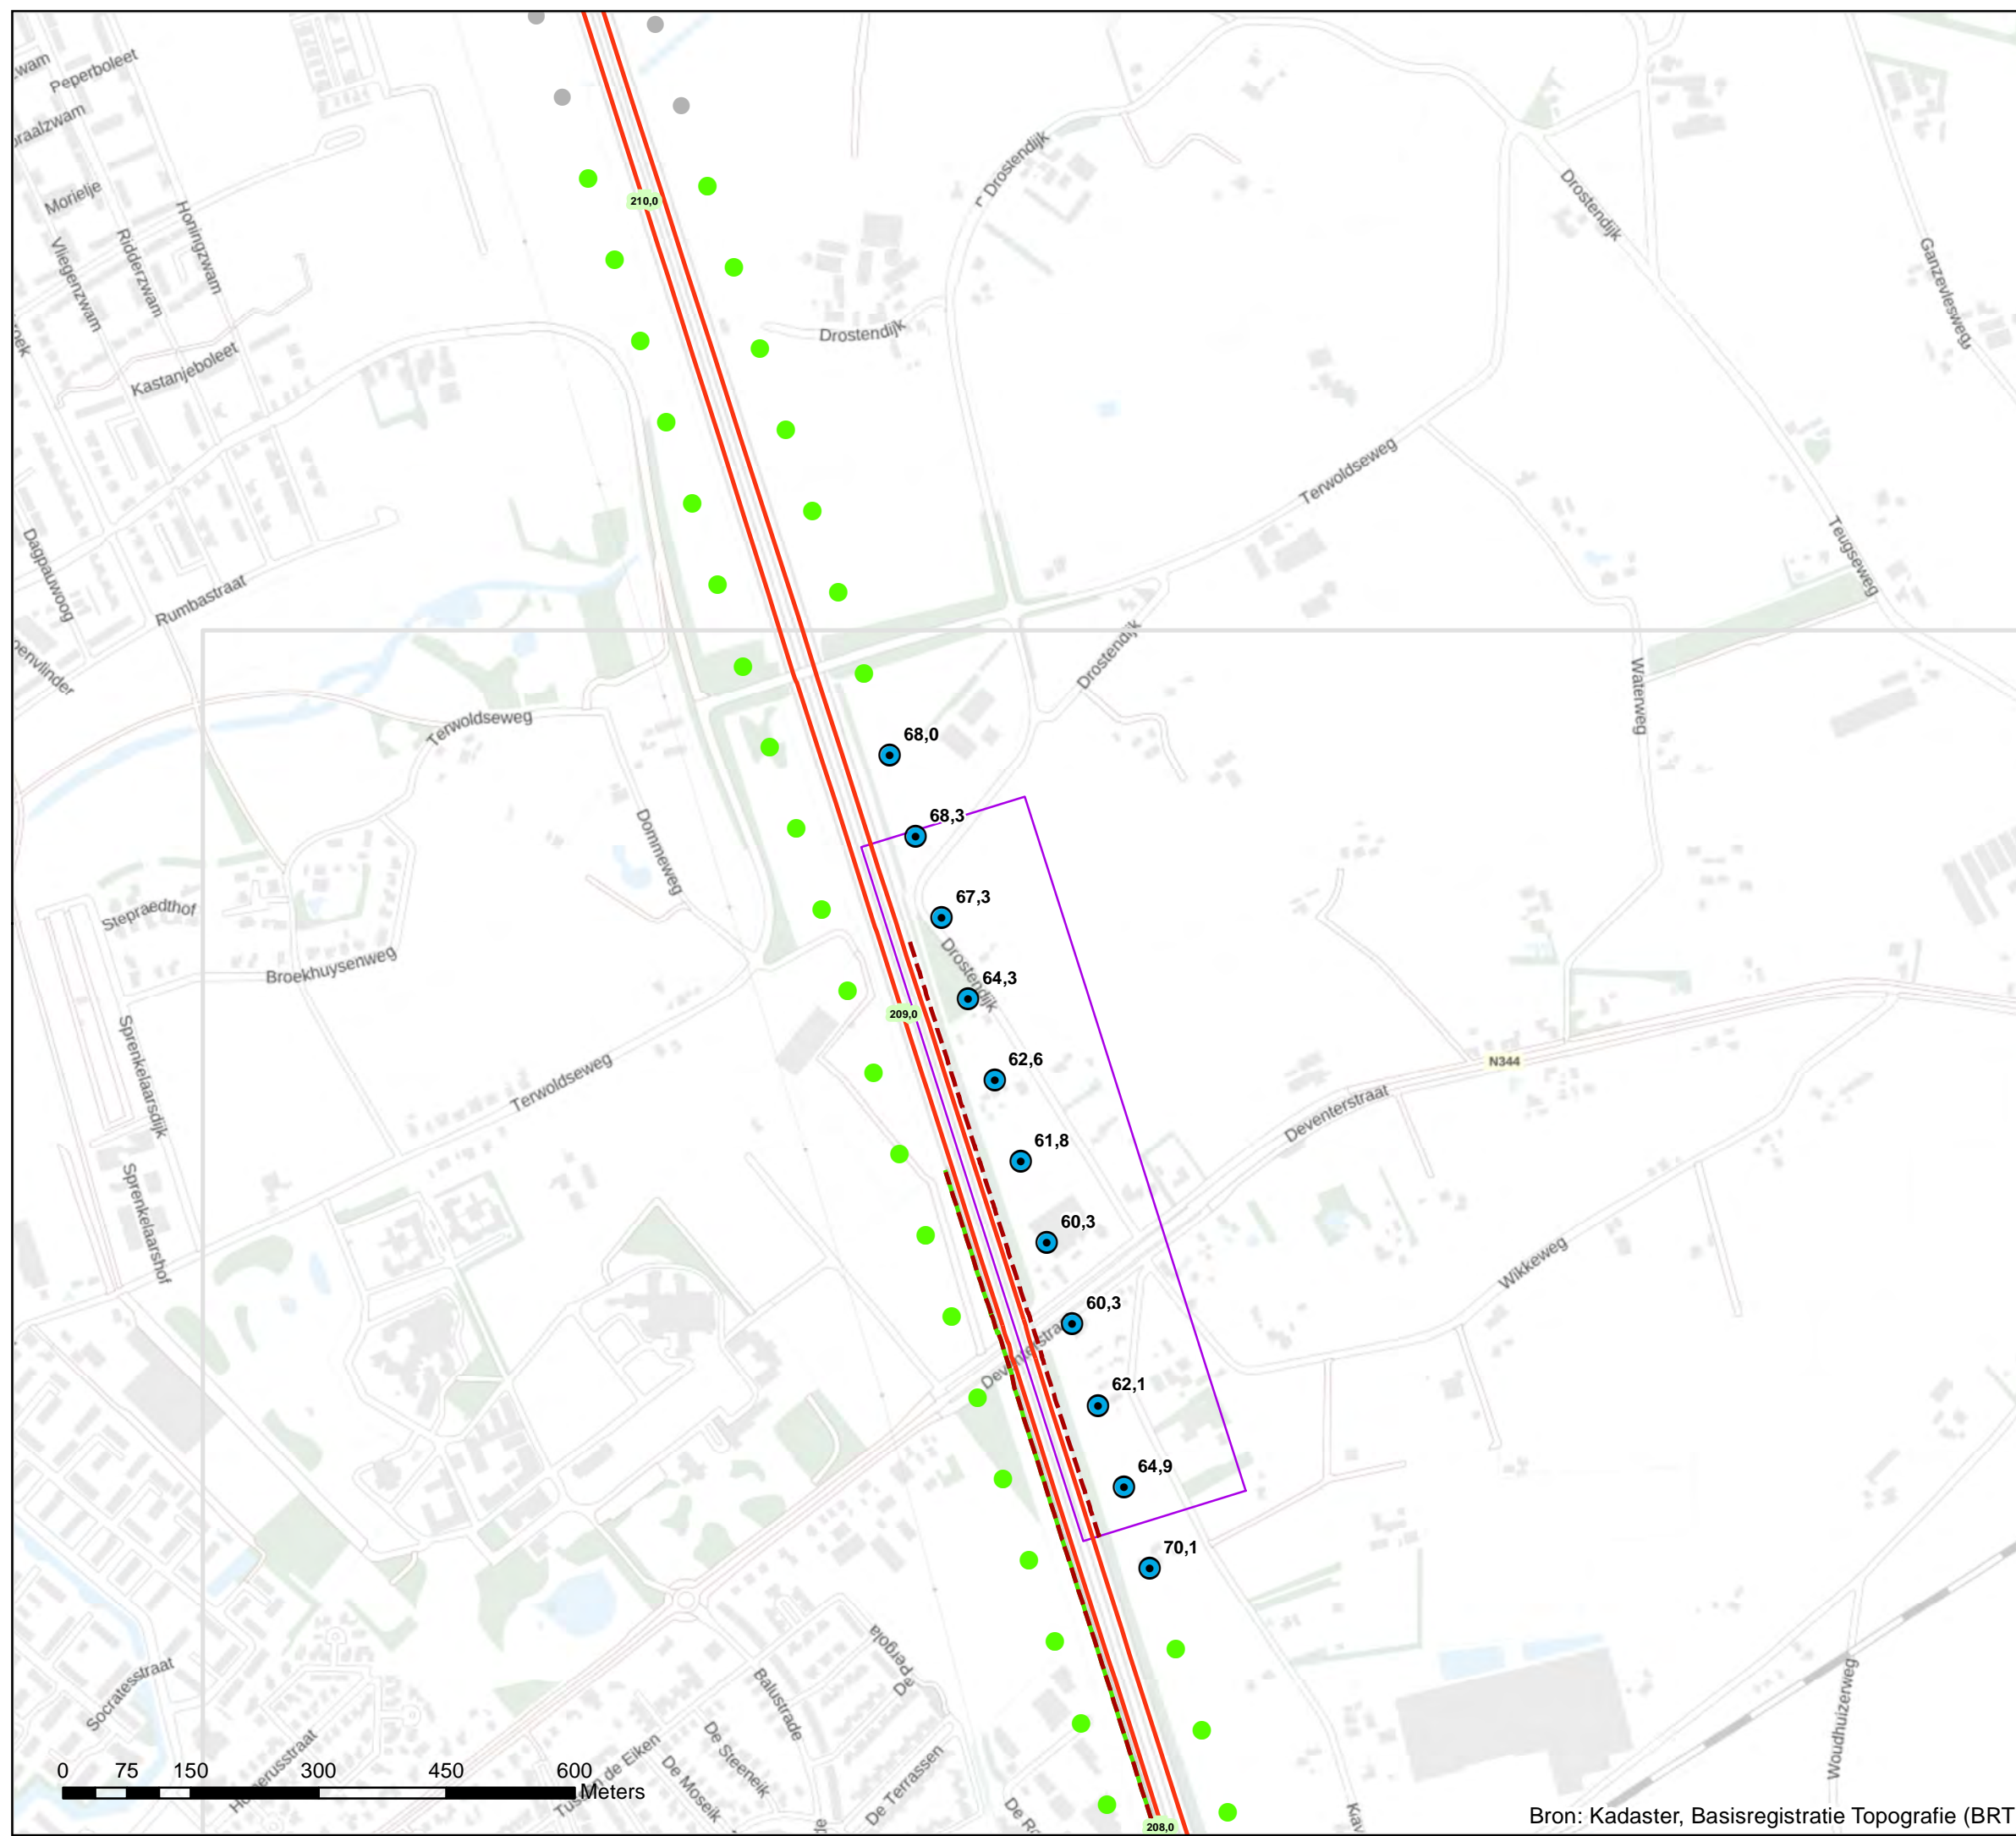 Peperboleet
Morielje
Honingzwam
Ridderzwam
Vliegenzwam
Kastanjeboleet
210,0
Drostendijk
Drostendijk
Drostendijk
Ganzevlesweg
Terwoldseweg
Teugseweg
Dagpauwoog
Rumbastraat
Drostendijk
Waterweg
Terwoldseweg
68,0
68,3
Dommeweg
67,3
Stepraedthof
Broekhuysenweg
Drostendijk
64,3
209,0
62,6
N344
Sprenkelaarsdijk
Terwoldseweg
Deventerstraat
61,8
Sprenkelaarshof
60,3
Wikkeweg
60,3
62,1
64,9
70,1
De Pergola
Socratesstraat
Balustrade
De Steeneik
De Moseik
De Terrassen
Woudhuizerweg
0 75 150 300 450 600
Meters
208,0
Bron: Kadaster, Basisregistratie Topografie (BRT